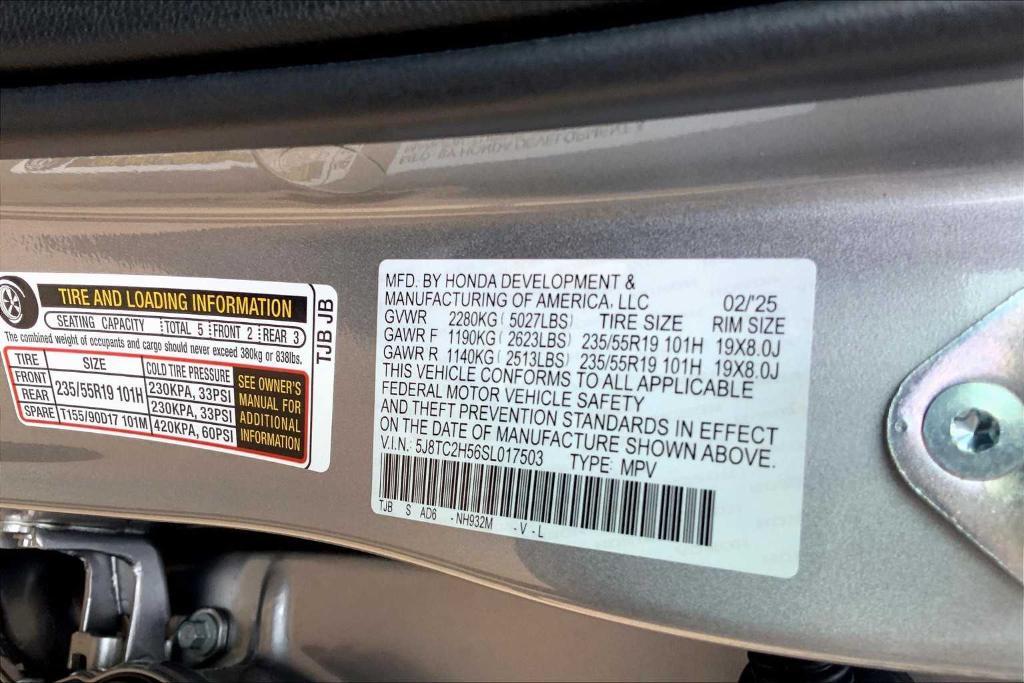 TIRE AND LOADING INFORMATION
SEATING CAPACITY TOTAL 5 FRONT 2 REAR 3
The combined weight of occupants and cargo should never exceed 380kg or 838lbs.
TIRE SIZE COLD TIRE PRESSURE SEE OWNER'S MANUAL FOR ADDITIONAL INFORMATION
FRONT 235/55R19 101H 230KPA, 33PSI
REAR 230KPA, 33PSI
SPARE T155/90D17 101M 420KPA, 60PSI
TJB JB
MFD. BY HONDA DEVELOPMENT &
MANUFACTURING OF AMERICA, LLC 02/'25
GVWR 2280KG ( 5027LBS) TIRE SIZE RIM SIZE
GAWR F 1190KG ( 2623LBS) 235/55R19 101H 19X8.0J
GAWR R 1140KG ( 2513LBS) 235/55R19 101H 19X8.0J
THIS VEHICLE CONFORMS TO ALL APPLICABLE
FEDERAL MOTOR VEHICLE SAFETY
AND THEFT PREVENTION STANDARDS IN EFFECT
ON THE DATE OF MANUFACTURE SHOWN ABOVE.
V.I.N.: 5J8TC2H56SL017503 TYPE: MPV
TJB S AD6 - NH932M - V - L